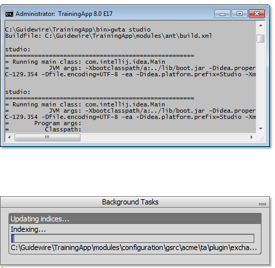 Administrator: TrainingApp 8.0 E17
C:\Guidewire\TrainingApp\bin>gwta studio
Buildfile: C:\Guidewire\TrainingApp\modules\ant\build.xml
studio:
= Running main class: com.intellij.idea.Main
= JVM args: -Xbootclasspath/a:../lib/boot.jar -Didea.proper
C-129.354 -Dfile.encoding=UTF-8 -ea -Didea.platform.prefix=Studio -Xm
studio:
= Running main class: com.intellij.idea.Main
= JVM args: -Xbootclasspath/a:../lib/boot.jar -Didea.proper
C-129.354 -Dfile.encoding=UTF-8 -ea -Didea.platform.prefix=Studio -Xm
= Program args:
= Classpath:
Background Tasks
Updating indices...
Indexing...
C:\Guidewire\TrainingApp\modules\configuration\gsrc\acme\ta\plugin\excha...